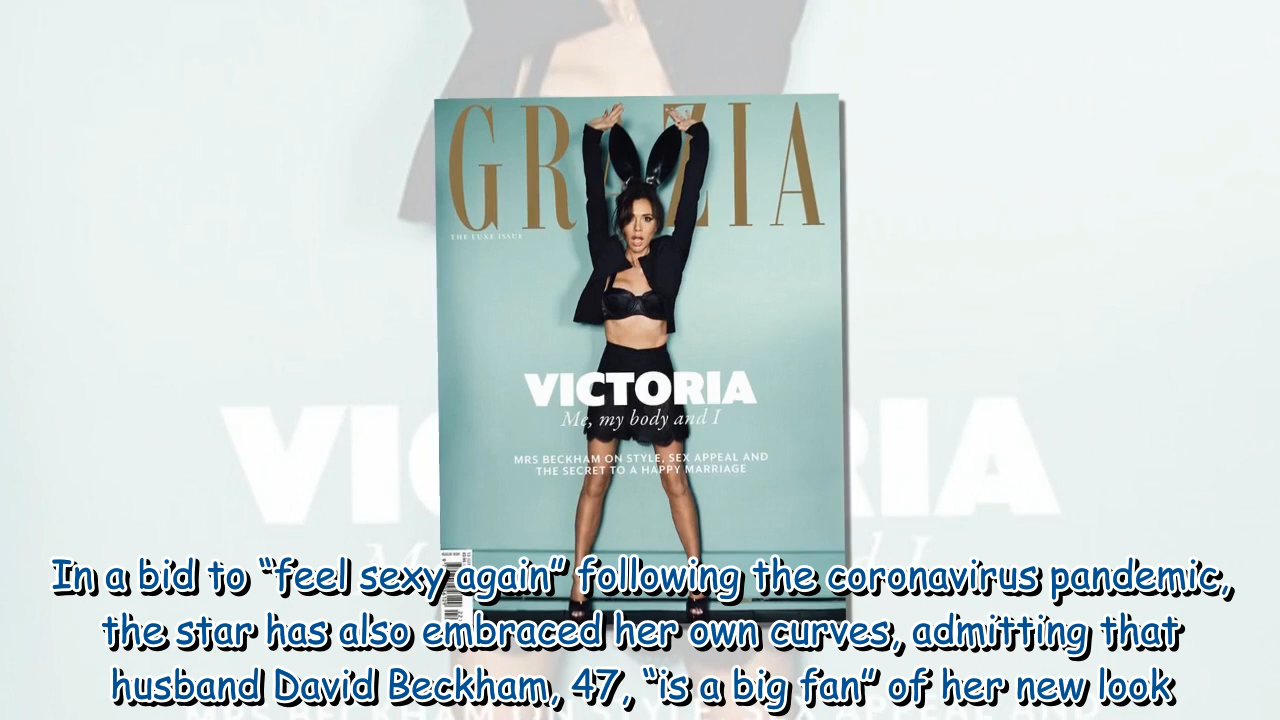 GRAZIA
THE LUXE ISSUE
VICTORIA
Me, my body and I
MRS BECKHAM ON STYLE, SEX APPEAL AND
THE SECRET TO A HAPPY MARRIAGE
In a bid to “feel sexy again” following the coronavirus pandemic,
the star has also embraced her own curves, admitting that
husband David Beckham, 47, “is a big fan” of her new look